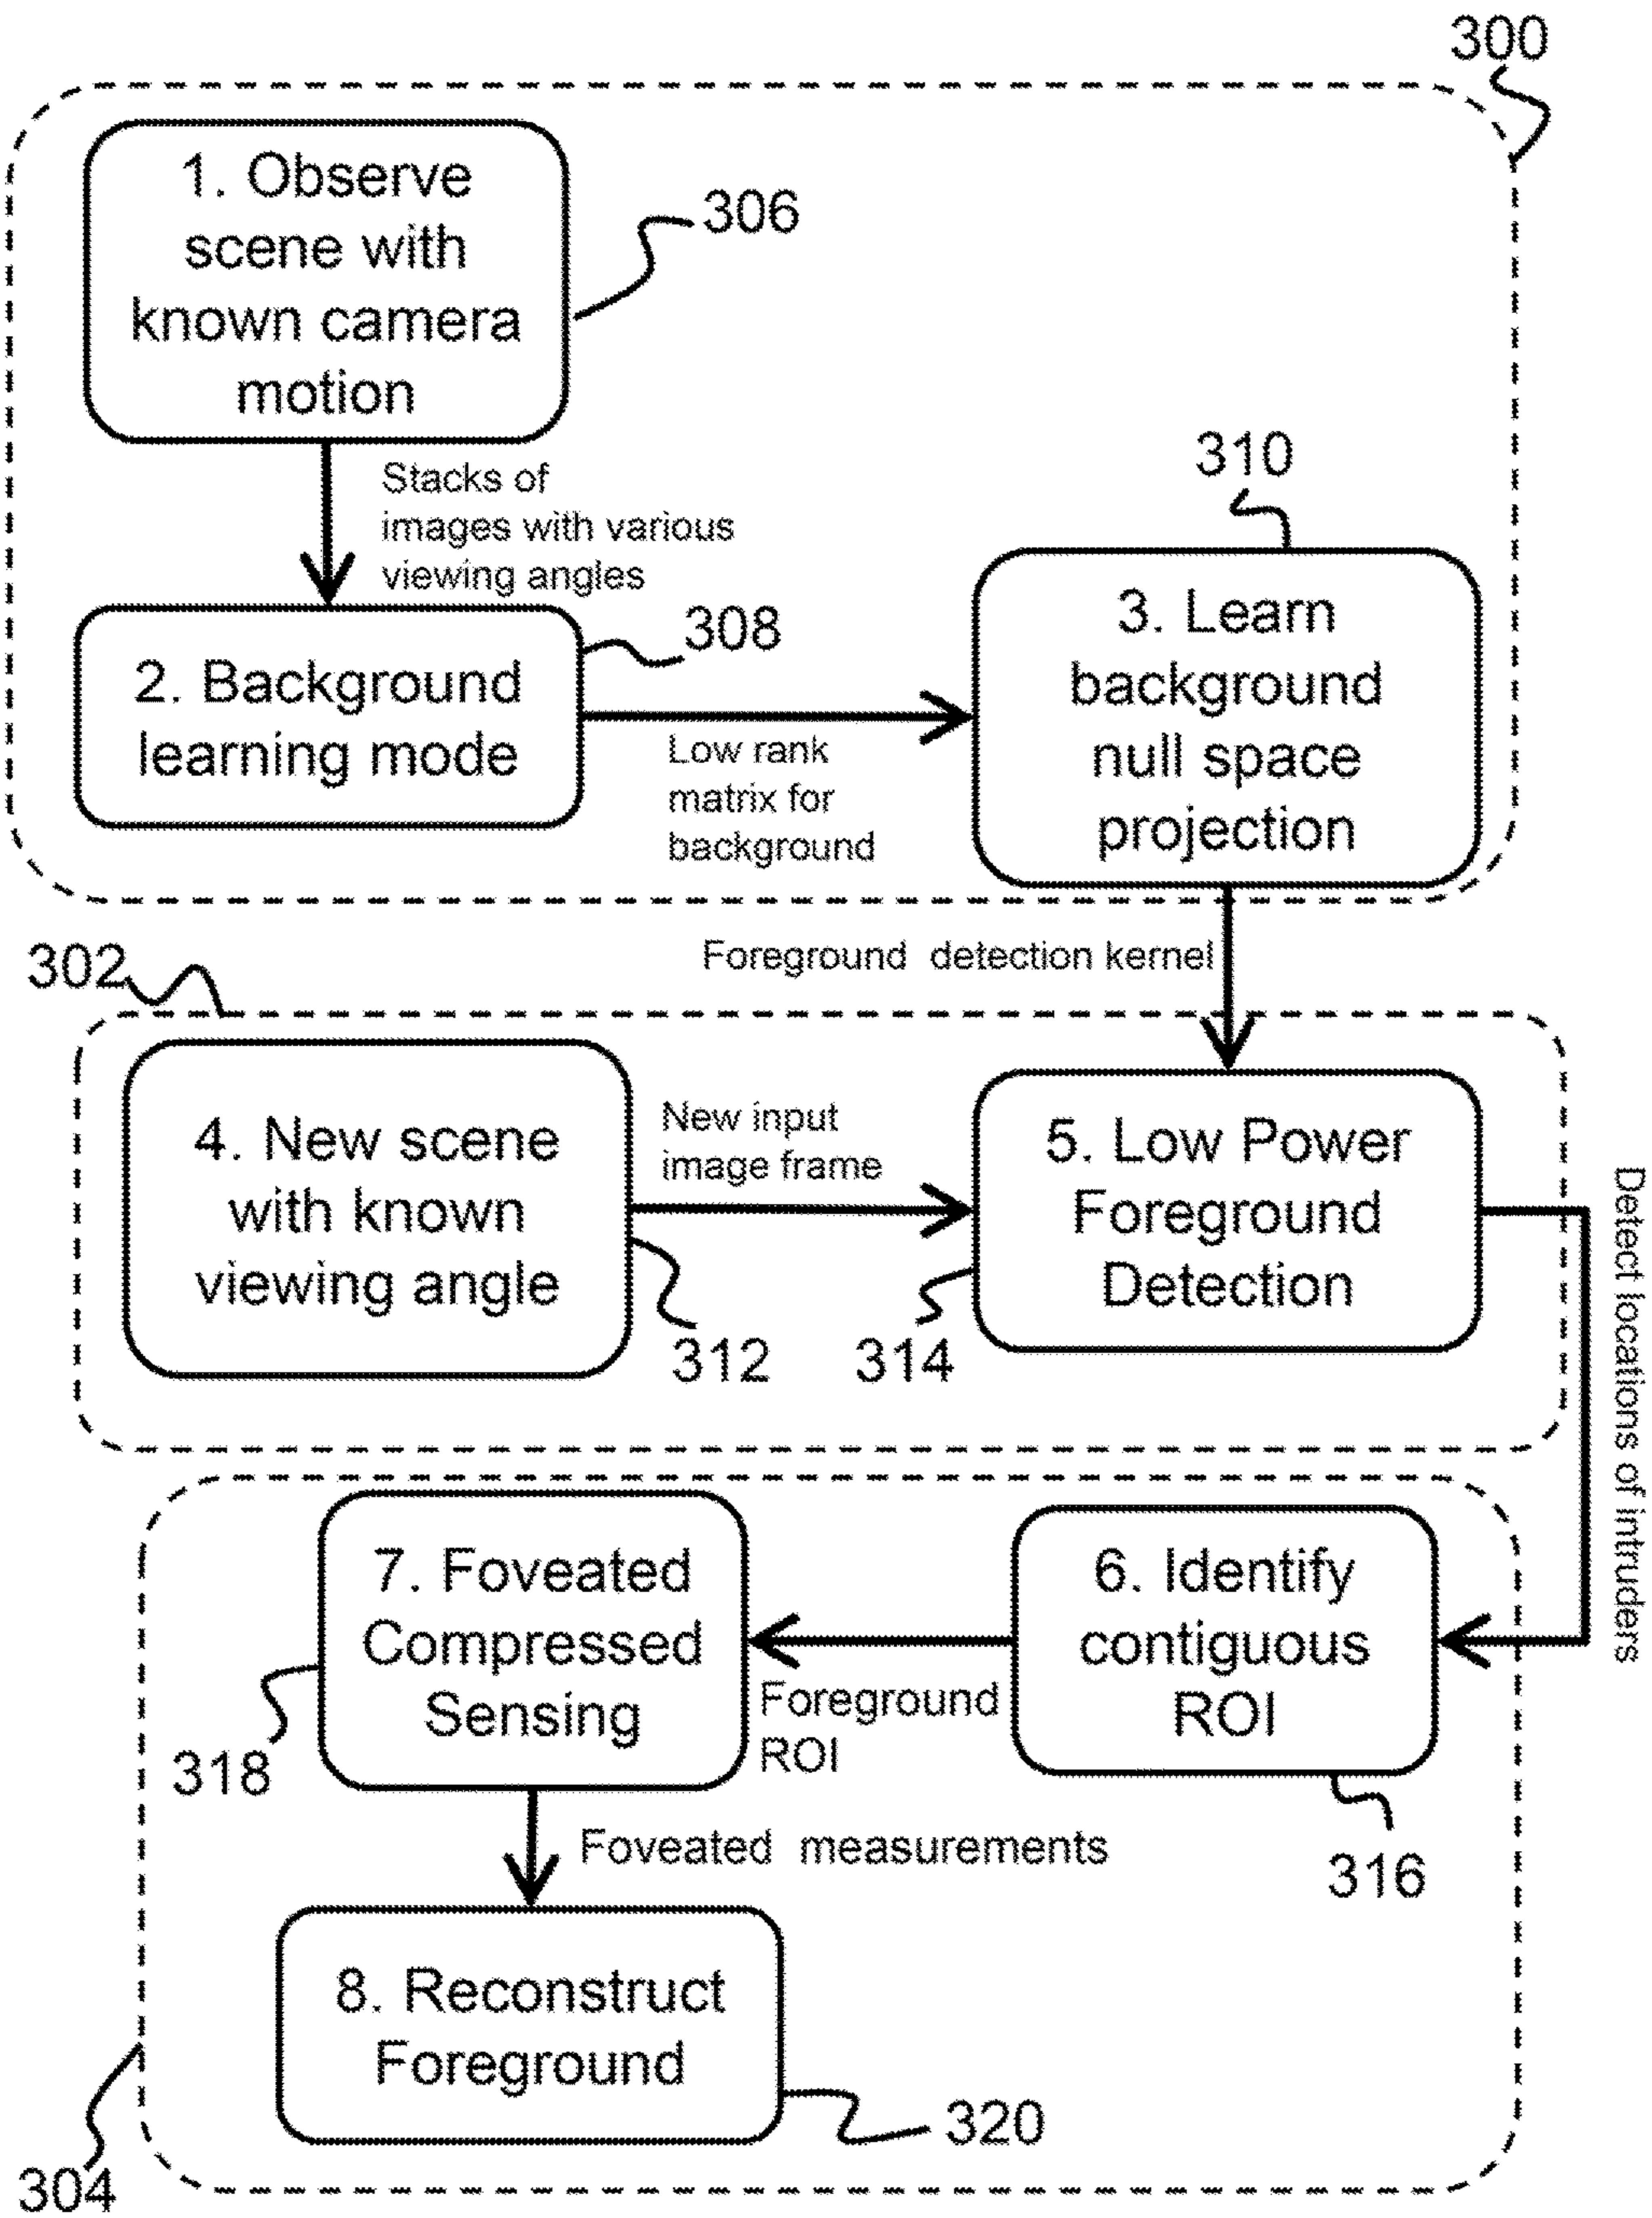 300
1. Observe
scene with
known camera
motion
306
Stacks of
images with various
viewing angles
310
2. Background
learning mode
308
Low rank
matrix for
background
3. Learn
background
null space
projection
Foreground detection kernel
302
4. New scene
with known
viewing angle
312
New input
image frame
5. Low Power
Foreground
Detection
314
Detect locations of intruders
7. Foveated
Compressed
Sensing
318
Foreground
ROI
6. Identify
contiguous
ROI
316
Foveated measurements
8. Reconstruct
Foreground
320
304